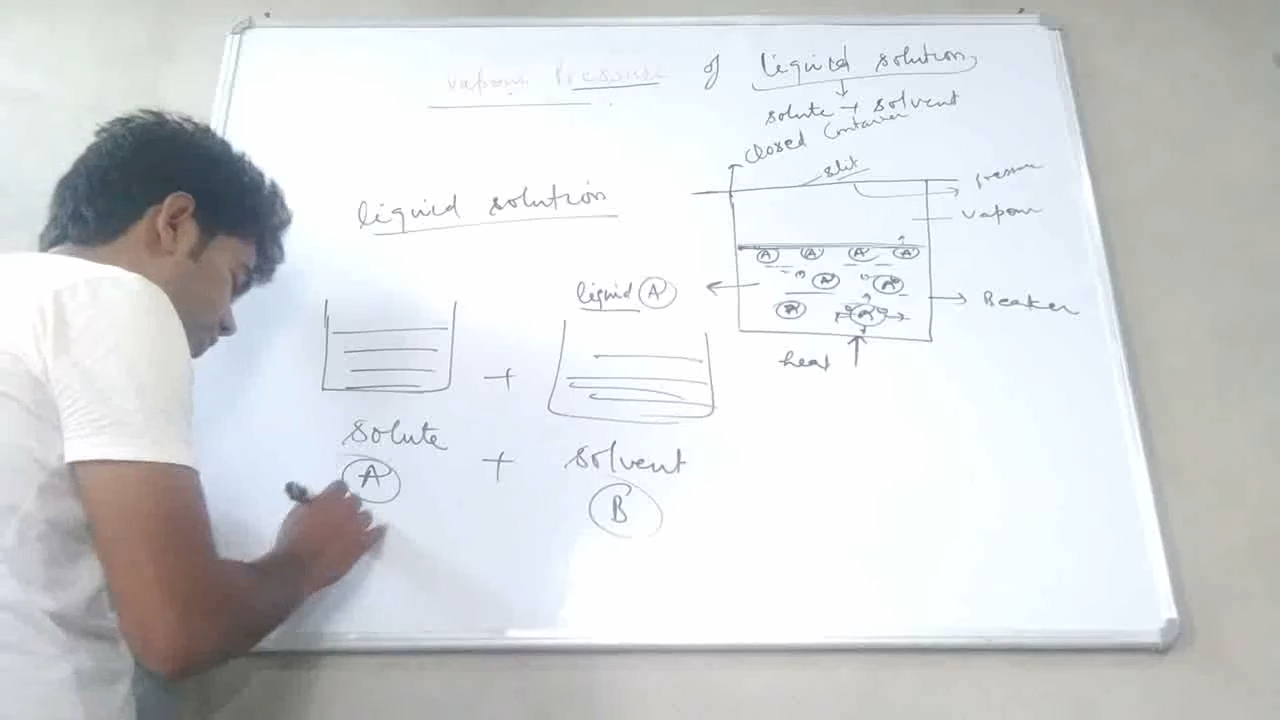 Vapour Pressure of liquid solution,
solute + solvent
closed Container
slit
pressure
vapour
liquid solution
A A A A
liquid A
A A
Beaker
A A
heat
+
solute + solvent
A B